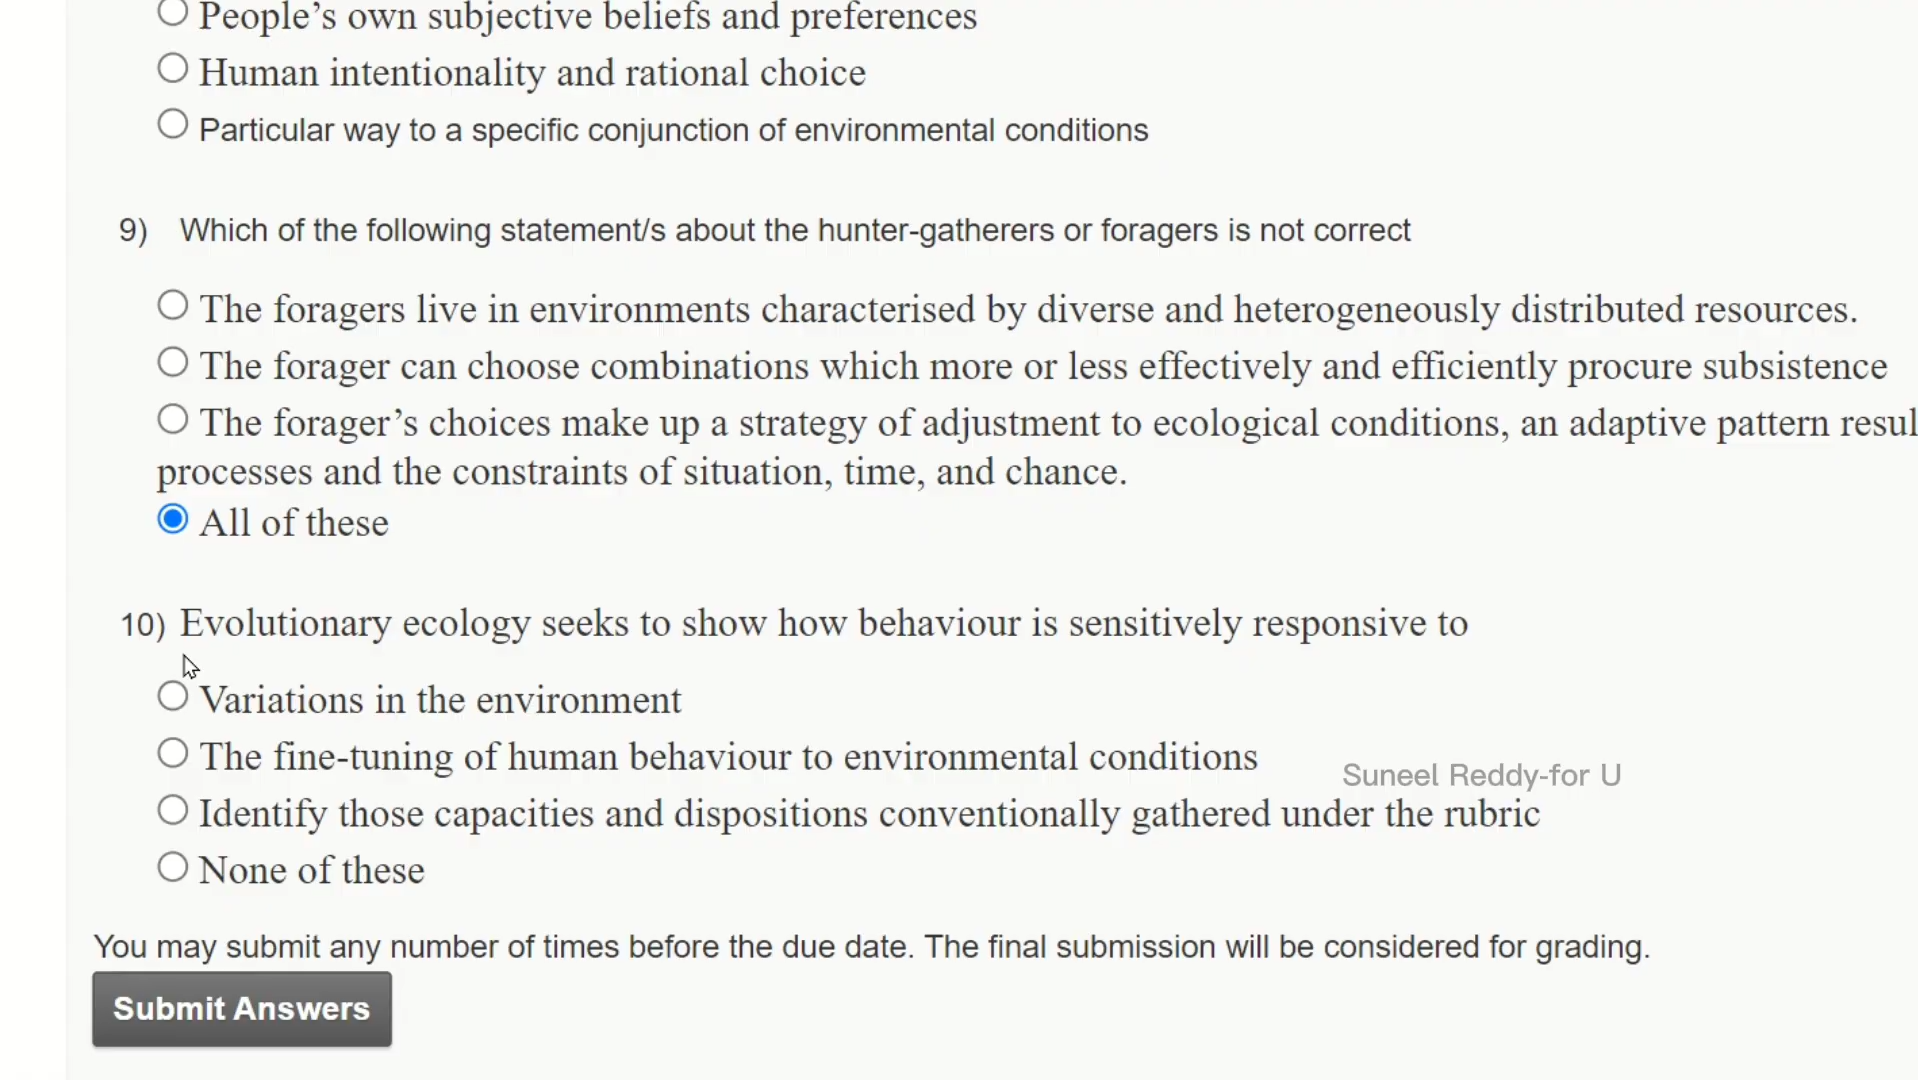 People’s own subjective beliefs and preferences
Human intentionality and rational choice
Particular way to a specific conjunction of environmental conditions
9) Which of the following statement/s about the hunter-gatherers or foragers is not correct
The foragers live in environments characterised by diverse and heterogeneously distributed resources.
The forager can choose combinations which more or less effectively and efficiently procure subsistence
The forager’s choices make up a strategy of adjustment to ecological conditions, an adaptive pattern resul
processes and the constraints of situation, time, and chance.
All of these
10) Evolutionary ecology seeks to show how behaviour is sensitively responsive to
Variations in the environment
The fine-tuning of human behaviour to environmental conditions
Suneel Reddy-for U
Identify those capacities and dispositions conventionally gathered under the rubric
None of these
You may submit any number of times before the due date. The final submission will be considered for grading.
Submit Answers